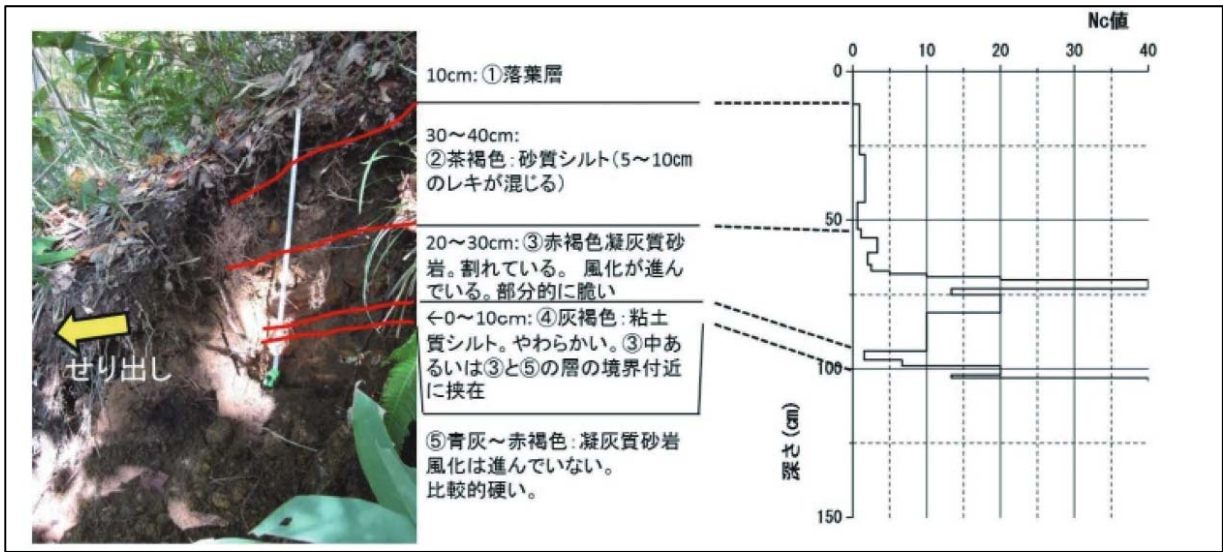 10cm: ①落葉層
30～40cm:
②茶褐色：砂質シルト（5～10cm
のレキが混じる）
20～30cm: ③赤褐色凝灰質砂
岩。割れている。 風化が進ん
でいる。部分的に脆い
←0～10cm: ④灰褐色：粘土
質シルト。やわらかい。③中あ
るいは③と⑤の層の境界付近
に挟在
⑤青灰～赤褐色：凝灰質砂岩
風化は進んでいない。
比較的硬い。
せり出し
Nc値
0 10 20 30 40
0
50
100
150
深さ(cm)